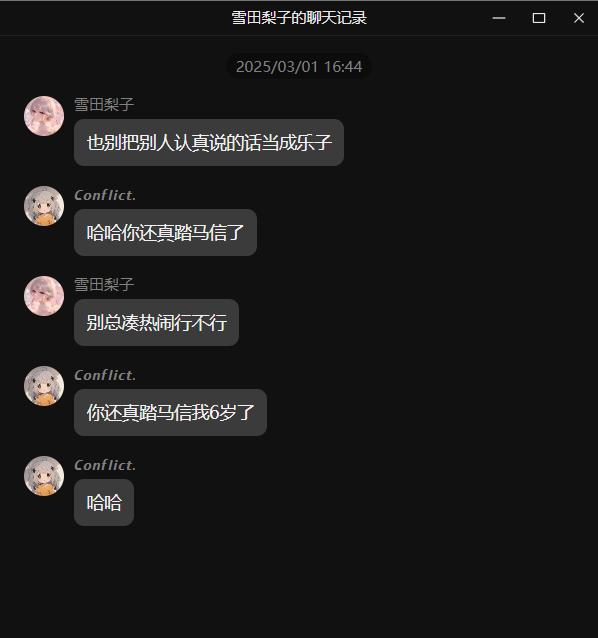 雪田梨子的聊天记录
2025/03/01 16:44
雪田梨子
也别把别人认真说的话当成乐子
Conflict.
哈哈你还真踏马信了
雪田梨子
别总凑热闹行不行
Conflict.
你还真踏马信我6岁了
Conflict.
哈哈